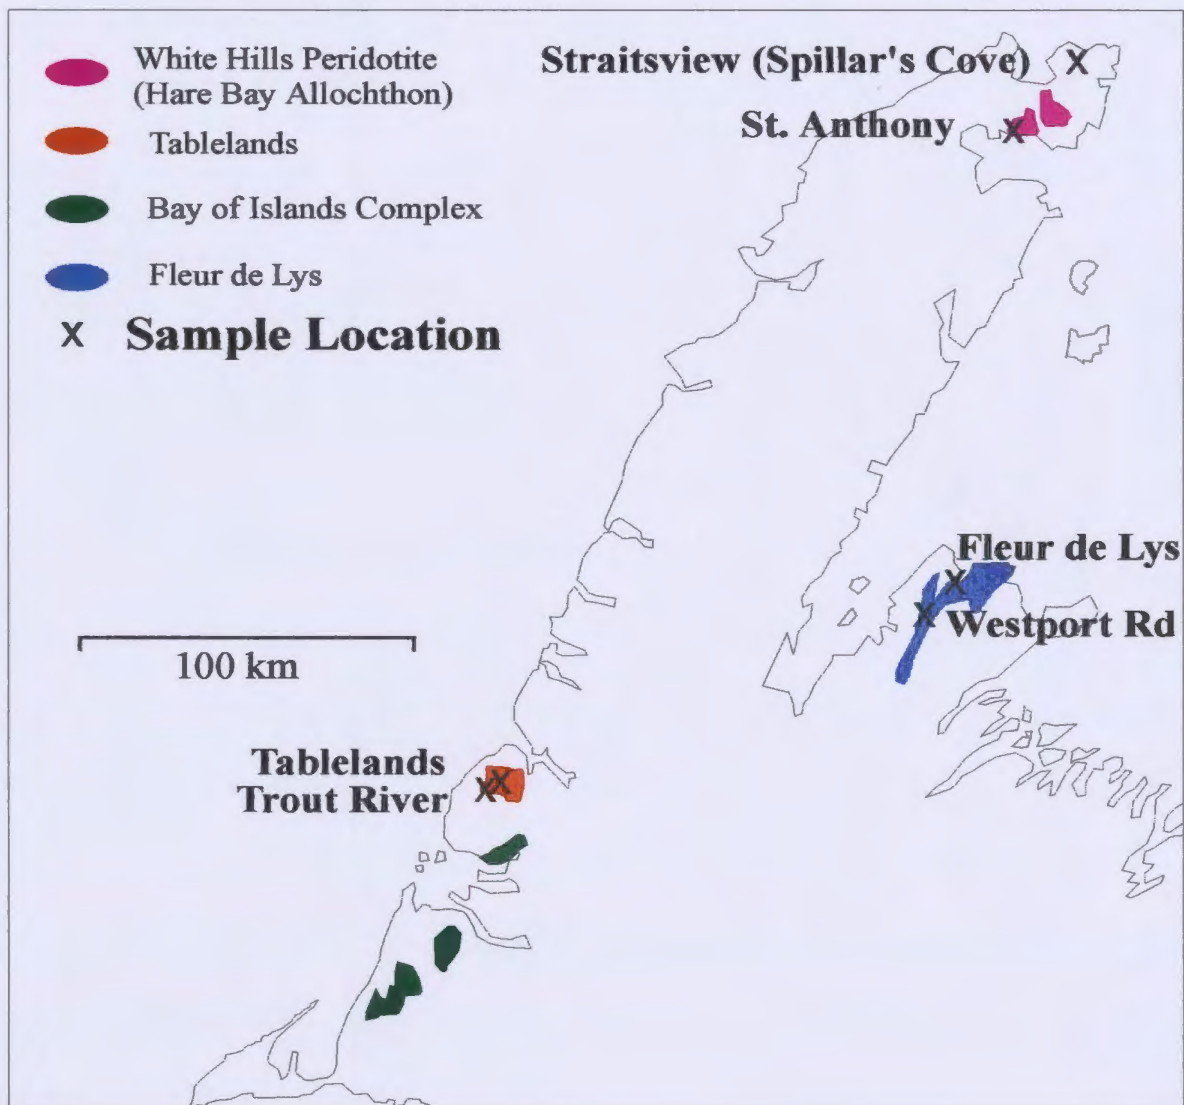 White Hills Peridotite
(Hare Bay Allochthon)
Tablelands
Bay of Islands Complex
Fleur de Lys
X Sample Location
Straitsview (Spillar's Cove) X
St. Anthony X
Fleur de Lys
X
X Westport Rd
100 km
Tablelands X
Trout River X